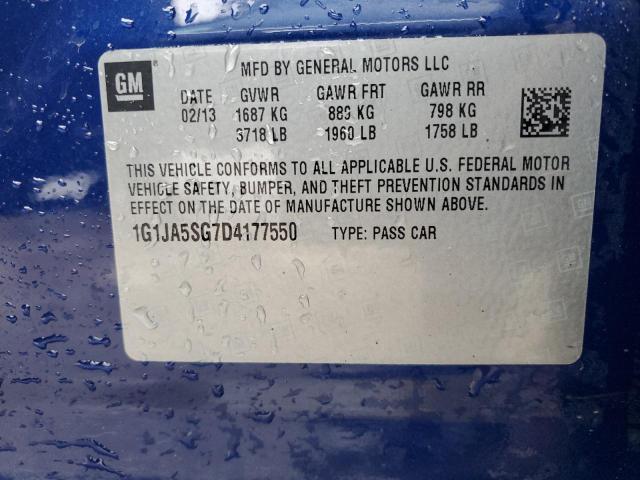 GM
MFD BY GENERAL MOTORS LLC
DATE GVWR GAWR FRT GAWR RR
02/13 1687 KG 889 KG 798 KG
3718 LB 1960 LB 1758 LB
THIS VEHICLE CONFORMS TO ALL APPLICABLE U.S. FEDERAL MOTOR
VEHICLE SAFETY, BUMPER, AND THEFT PREVENTION STANDARDS IN
EFFECT ON THE DATE OF MANUFACTURE SHOWN ABOVE.
1G1JA5SG7D4177550 TYPE: PASS CAR